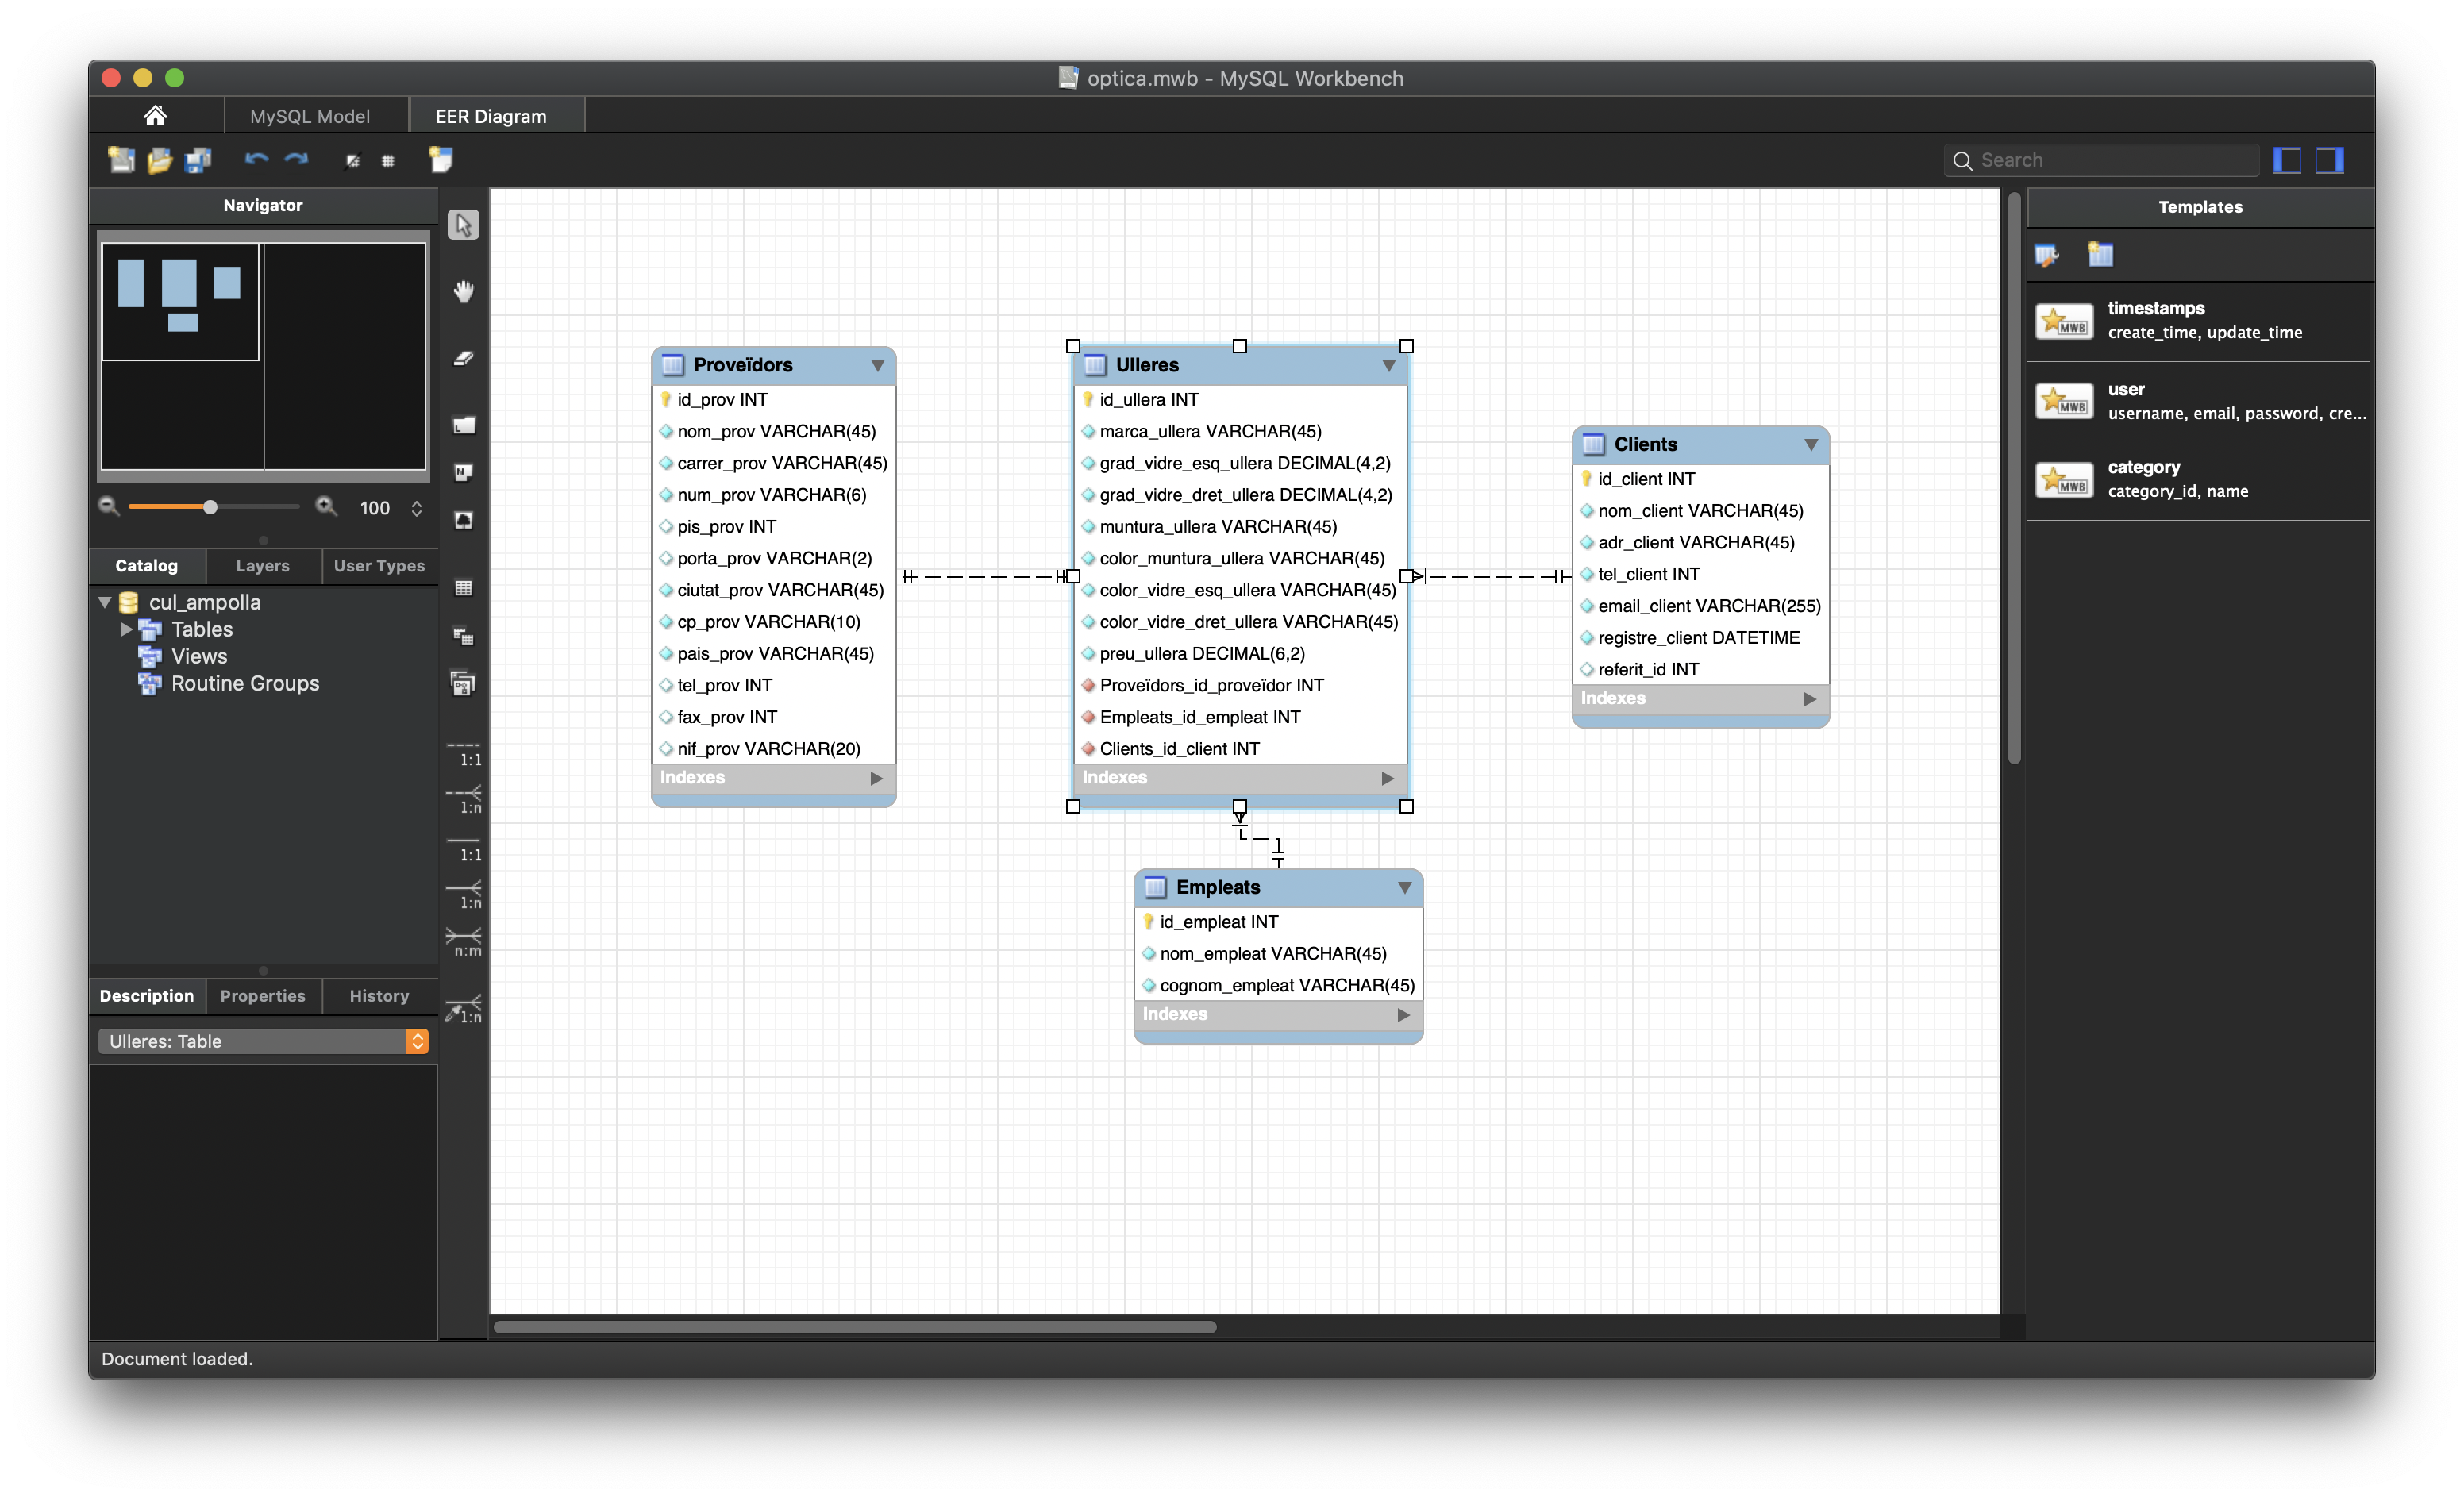 optica.mwb - MySQL Workbench
MySQL Model
EER Diagram
Search
Navigator
100
Catalog
Layers
User Types
cul_ampolla
Tables
Views
Routine Groups
Description
Properties
History
Ulleres: Table
Document loaded.
1:1
1:n
1:1
1:n
n:m
1:n
Proveïdors
id_prov INT
nom_prov VARCHAR(45)
carrer_prov VARCHAR(45)
num_prov VARCHAR(6)
pis_prov INT
porta_prov VARCHAR(2)
ciutat_prov VARCHAR(45)
cp_prov VARCHAR(10)
pais_prov VARCHAR(45)
tel_prov INT
fax_prov INT
nif_prov VARCHAR(20)
Indexes
Ulleres
id_ullera INT
marca_ullera VARCHAR(45)
grad_vidre_esq_ullera DECIMAL(4,2)
grad_vidre_dret_ullera DECIMAL(4,2)
muntura_ullera VARCHAR(45)
color_muntura_ullera VARCHAR(45)
color_vidre_esq_ullera VARCHAR(45)
color_vidre_dret_ullera VARCHAR(45)
preu_ullera DECIMAL(6,2)
Proveïdors_id_proveïdor INT
Empleats_id_empleat INT
Clients_id_client INT
Indexes
Clients
id_client INT
nom_client VARCHAR(45)
adr_client VARCHAR(45)
tel_client INT
email_client VARCHAR(255)
registre_client DATETIME
referit_id INT
Indexes
Empleats
id_empleat INT
nom_empleat VARCHAR(45)
cognom_empleat VARCHAR(45)
Indexes
Templates
MWB
timestamps
create_time, update_time
MWB
user
username, email, password, cre...
MWB
category
category_id, name